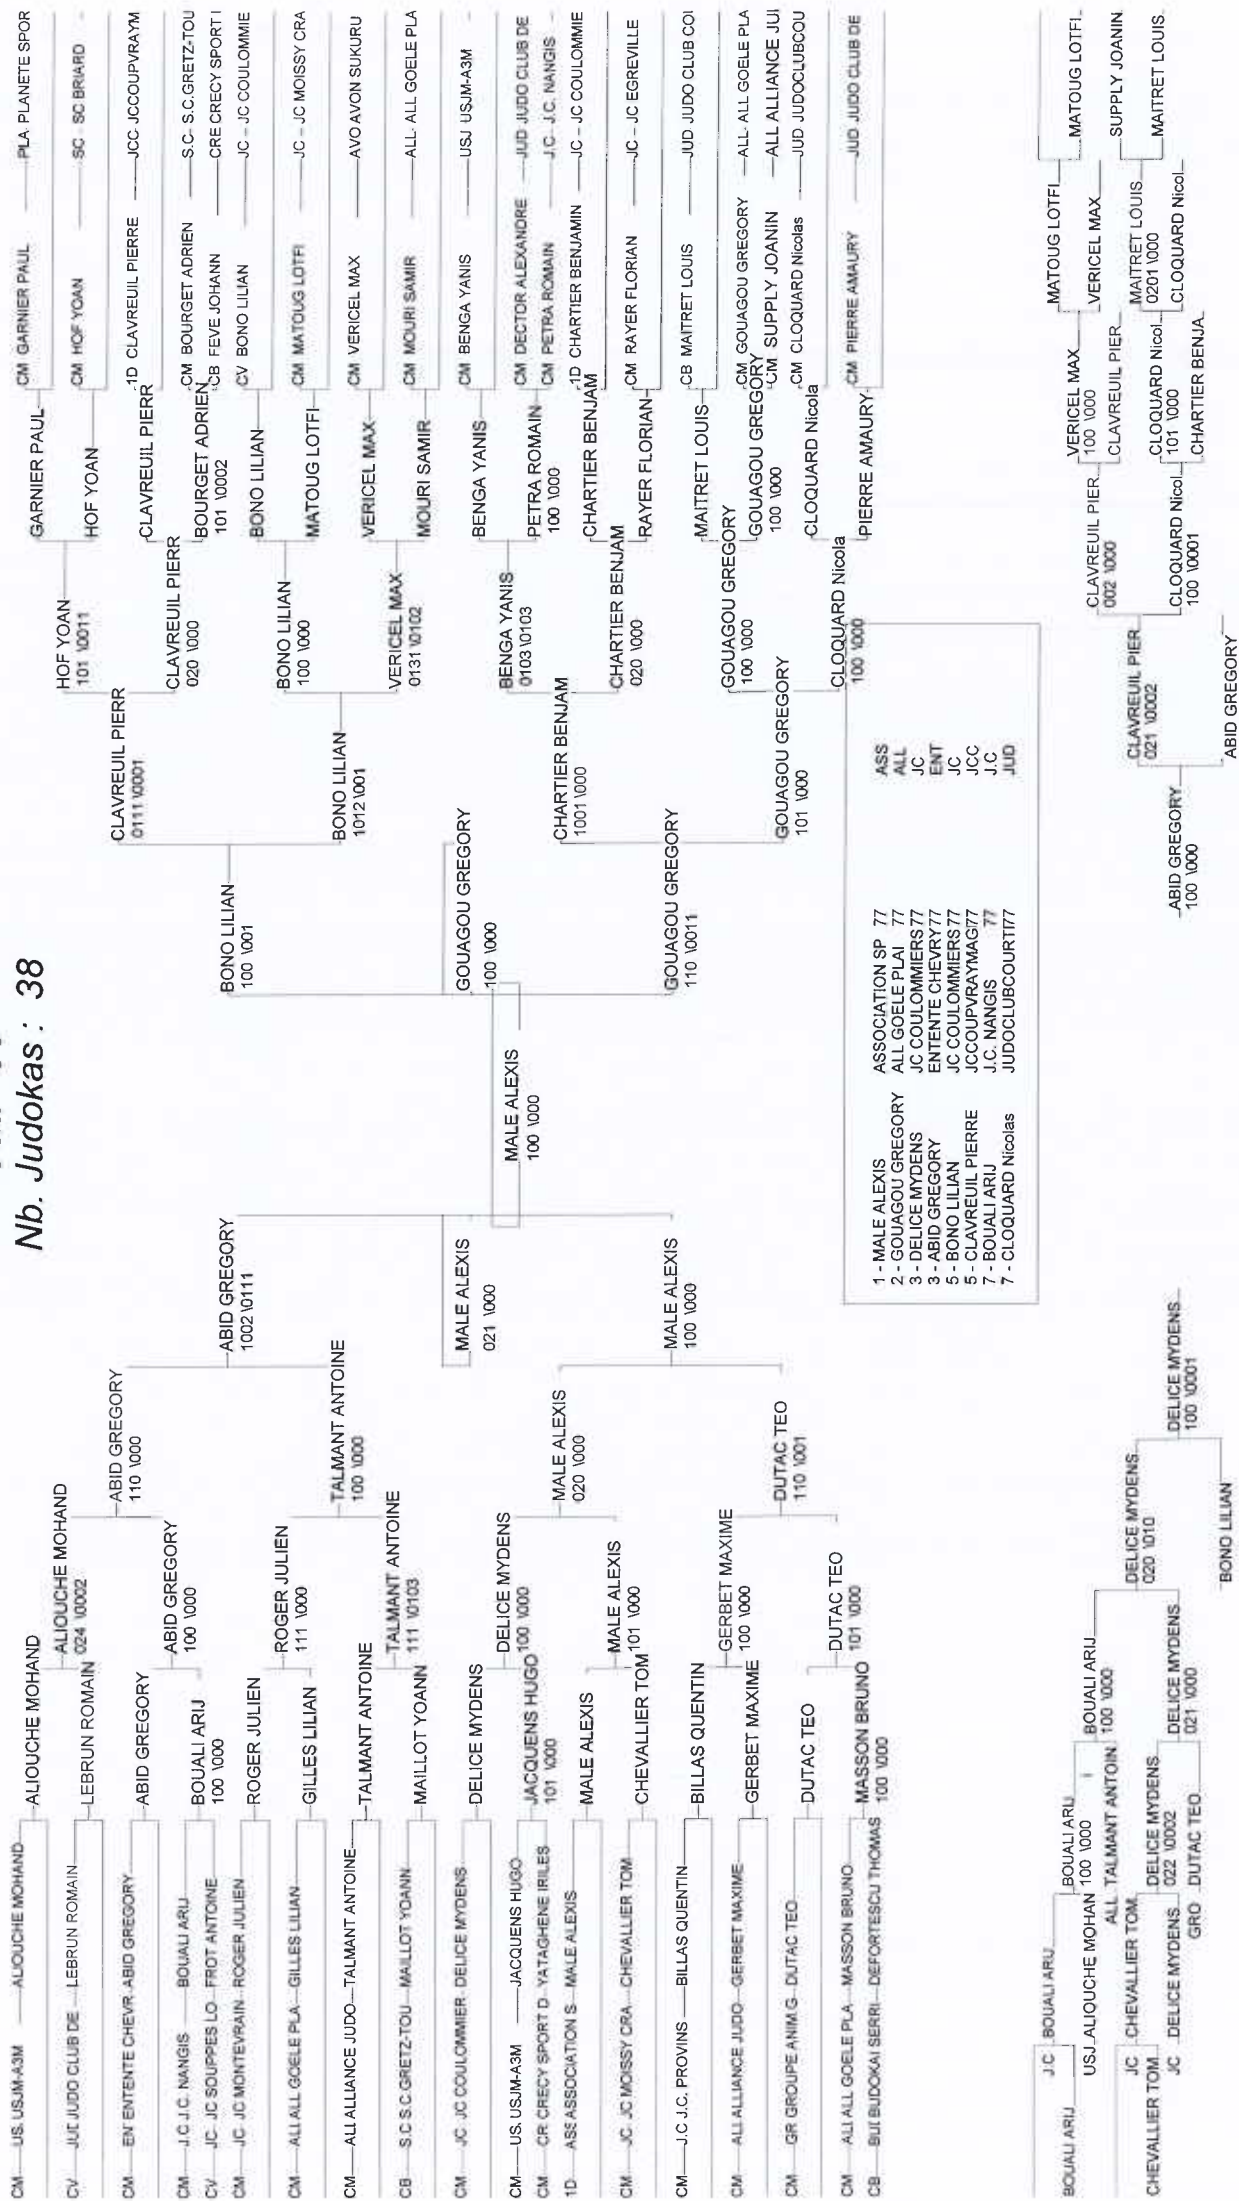 Nb. Judokas : 38
CM US. USJM-A3M ALIOUCHE MOHAND
CV JUI JUDO CLUB DE LEBRUN ROMAIN
CM EN ENTENTE CHEVR ABID GREGORY
CM J.C J.C. NANGIS BOUALI ARIJ
CV JC- JC SOUPPES LO FROT ANTOINE
CM JC- JC MONTEVRAIN ROGER JULIEN
CM ALI ALL GOELE PLA GILLES LILIAN
CM ALI ALLIANCE JUDO TALMANT ANTOINE
CB S.C S.C.GRETZ-TOU MAILLOT YOANN
CM JC. JC COULOMMIER DELICE MYDENS
CM US. USJM-A3M JACQUENS HUGO
CM CR CRECY SPORT D YATAGHENE IRILES
1D ASS ASSOCIATION S MALE ALEXIS
CM JC. JC MOISSY CRA CHEVALLIER TOM
CM J.C J.C. PROVINS BILLAS QUENTIN
CM ALI ALLIANCE JUDO GERBET MAXIME
CM GR GROUPE ANIM.G DUTAC TEO
CM ALI ALL GOELE PLA MASSON BRUNO
CB BUI BUDOKAI SERRI DEFORTESCU THOMAS
ALIOUCHE MOHAND
LEBRUN ROMAIN
ABID GREGORY
BOUALI ARIJ
100 \000
ROGER JULIEN
GILLES LILIAN
TALMANT ANTOINE
MAILLOT YOANN
DELICE MYDENS
JACQUENS HUGO
101 \000
MALE ALEXIS
CHEVALLIER TOM
BILLAS QUENTIN
GERBET MAXIME
DUTAC TEO
MASSON BRUNO
100 \000
ALIOUCHE MOHAND
024 \0002
ABID GREGORY
100 \000
ROGER JULIEN
111 \000
TALMANT ANTOINE
111 \0103
DELICE MYDENS
100 \000
MALE ALEXIS
101 \000
GERBET MAXIME
100 \000
DUTAC TEO
101 \000
ALIOUCHE MOHAND
ABID GREGORY
110 \000
TALMANT ANTOINE
100 \000
MALE ALEXIS
020 \000
DUTAC TEO
110 \001
ABID GREGORY
1002 \0111
MALE ALEXIS
021 \000
MALE ALEXIS
100 \000
MALE ALEXIS
100 \000
BONO LILIAN
100 \001
GOUAGOU GREGORY
100 \000
GOUAGOU GREGORY
110 \0011
CLAVREUIL PIERR
0111 \0001
BONO LILIAN
1012 \001
CHARTIER BENJAM
1001 \000
GOUAGOU GREGORY
101 \000
HOF YOAN
101 \0011
CLAVREUIL PIERR
020 \000
BONO LILIAN
100 \000
VERICEL MAX
0131 \0102
BENGA YANIS
0103 \0103
CHARTIER BENJAM
020 \000
GOUAGOU GREGORY
100 \000
CLOQUARD Nicola
100 \000
GARNIER PAUL
HOF YOAN
CLAVREUIL PIERR
BOURGET ADRIEN
101 \0002
BONO LILIAN
MATOUG LOTFI
VERICEL MAX
MOURI SAMIR
BENGA YANIS
PETRA ROMAIN
100 \000
CHARTIER BENJAM
RAYER FLORIAN
MAITRET LOUIS
GOUAGOU GREGORY
100 \000
CLOQUARD Nicola
PIERRE AMAURY
CM GARNIER PAUL PLA- PLANETE SPOR
CM HOF YOAN SC - SC BRIARD
1D CLAVREUIL PIERRE JCC- JCCOUPVRAYM
CM BOURGET ADRIEN S.C- S.C.GRETZ-TOU
CB FEVE JOHANN CRE CRECY SPORT I
CV BONO LILIAN JC - JC COULOMMIE
CM MATOUG LOTFI JC - JC MOISSY CRA
CM VERICEL MAX AVO AVON SUKURU
CM MOURI SAMIR ALL- ALL GOELE PLA
CM BENGA YANIS USJ USJM-A3M
CM DECTOR ALEXANDRE JUD JUDO CLUB DE
CM PETRA ROMAIN J.C- J.C. NANGIS
1D CHARTIER BENJAMIN JC - JC COULOMMIE
CM RAYER FLORIAN JC - JC EGREVILLE
CB MAITRET LOUIS JUD JUDO CLUB COI
CM GOUAGOU GREGORY ALL- ALL GOELE PLA
CM SUPPLY JOANIN ALL ALLIANCE JUI
CM CLOQUARD Nicolas JUD JUDOCLUBCOU
CM PIERRE AMAURY JUD JUDO CLUB DE
1 - MALE ALEXIS ASSOCIATION SP 77 ASS
2 - GOUAGOU GREGORY ALL GOELE PLAI 77 ALL
3 - DELICE MYDENS JC COULOMMIERS 77 JC
3 - ABID GREGORY ENTENTE CHEVRY 77 ENT
5 - BONO LILIAN JC COULOMMIERS 77 JC
5 - CLAVREUIL PIERRE JCCOUPVRAYMAG77 JCC
7 - BOUALI ARIJ J.C. NANGIS 77 J.C
7 - CLOQUARD Nicolas JUDOCLUBCOURTI77 JUD
BOUALI ARIJ
J.C BOUALI ARIJ
USJ ALIOUCHE MOHAN
BOUALI ARIJ
100 \000
ALL TALMANT ANTOIN
BOUALI ARIJ
100 \000
CHEVALLIER TOM
JC CHEVALLIER TOM
JC DELICE MYDENS
DELICE MYDENS
022 \0002
GRO DUTAC TEO
DELICE MYDENS
021 \000
DELICE MYDENS
020 \010
BONO LILIAN
DELICE MYDENS
100 \0001
ABID GREGORY
100 \000
CLAVREUIL PIER
021 \0002
ABID GREGORY
CLAVREUIL PIER
002 \000
CLOQUARD Nicol
100 \0001
VERICEL MAX
100 \000
CLAVREUIL PIER
CLOQUARD Nicol
101 \000
CHARTIER BENJA
MATOUG LOTFI
VERICEL MAX
MAITRET LOUIS
0201 \000
CLOQUARD Nicol
MATOUG LOTFI
SUPPLY JOANIN
MAITRET LOUIS